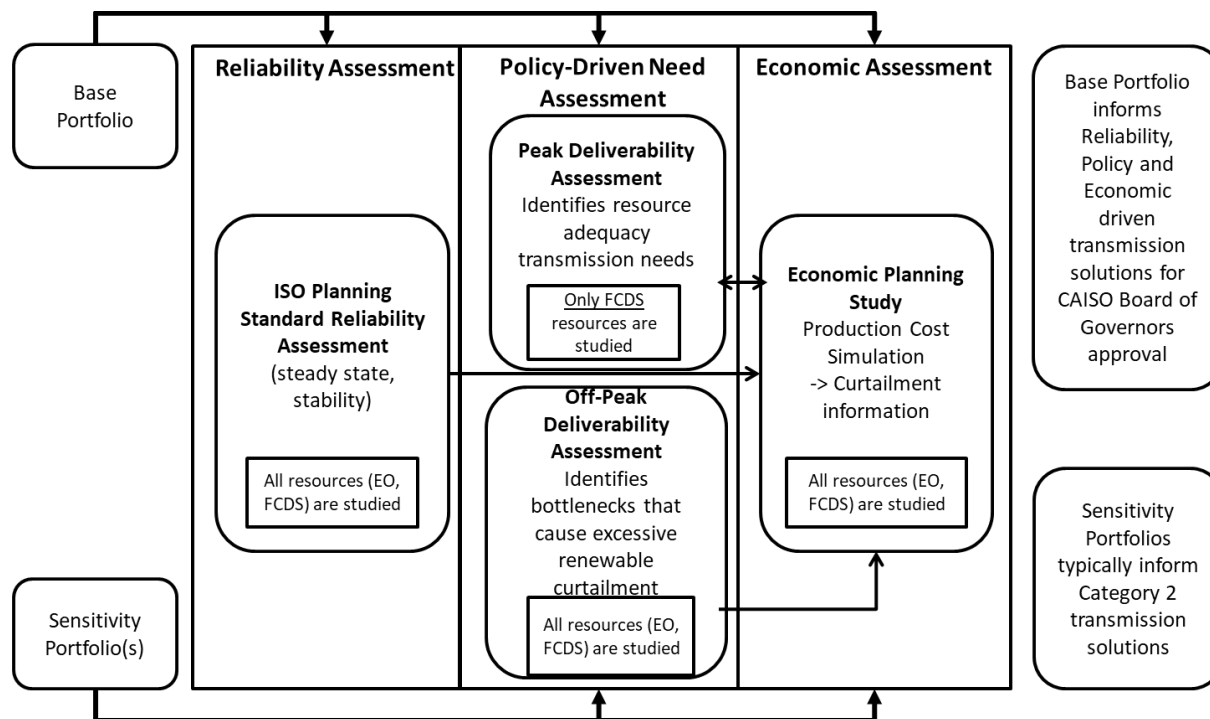 Base
Portfolio
Sensitivity
Portfolio(s)
Reliability Assessment
ISO Planning
Standard Reliability
Assessment
(steady state,
stability)
All resources (EO,
FCDS) are studied
Policy-Driven Need
Assessment
Peak Deliverability
Assessment
Identifies resource
adequacy
transmission needs
Only FCDS
resources are
studied
Off-Peak
Deliverability
Assessment
Identifies
bottlenecks that
cause excessive
renewable
curtailment
All resources (EO,
FCDS) are studied
Economic Assessment
Economic Planning
Study
Production Cost
Simulation
-> Curtailment
information
All resources (EO,
FCDS) are studied
Base Portfolio
informs
Reliability,
Policy and
Economic
driven
transmission
solutions for
CAISO Board of
Governors
approval
Sensitivity
Portfolios
typically inform
Category 2
transmission
solutions